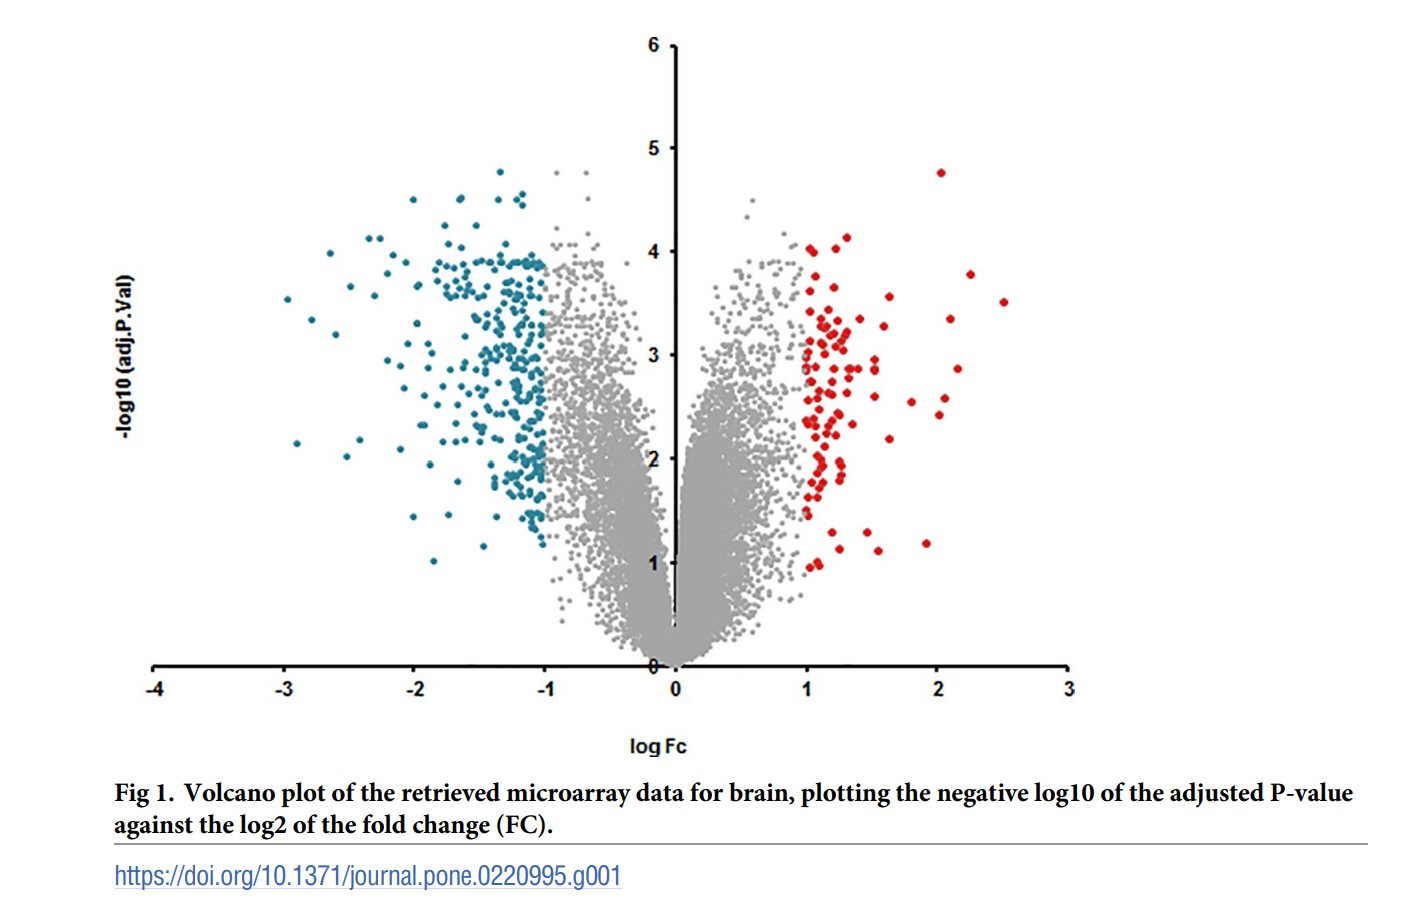 6
5
4
3
2
1
0
-4 -3 -2 -1 0 1 2 3
-log10 (adj.P.Val)
log Fc
Fig 1. Volcano plot of the retrieved microarray data for brain, plotting the negative log10 of the adjusted P-value
against the log2 of the fold change (FC).
https://doi.org/10.1371/journal.pone.0220995.g001